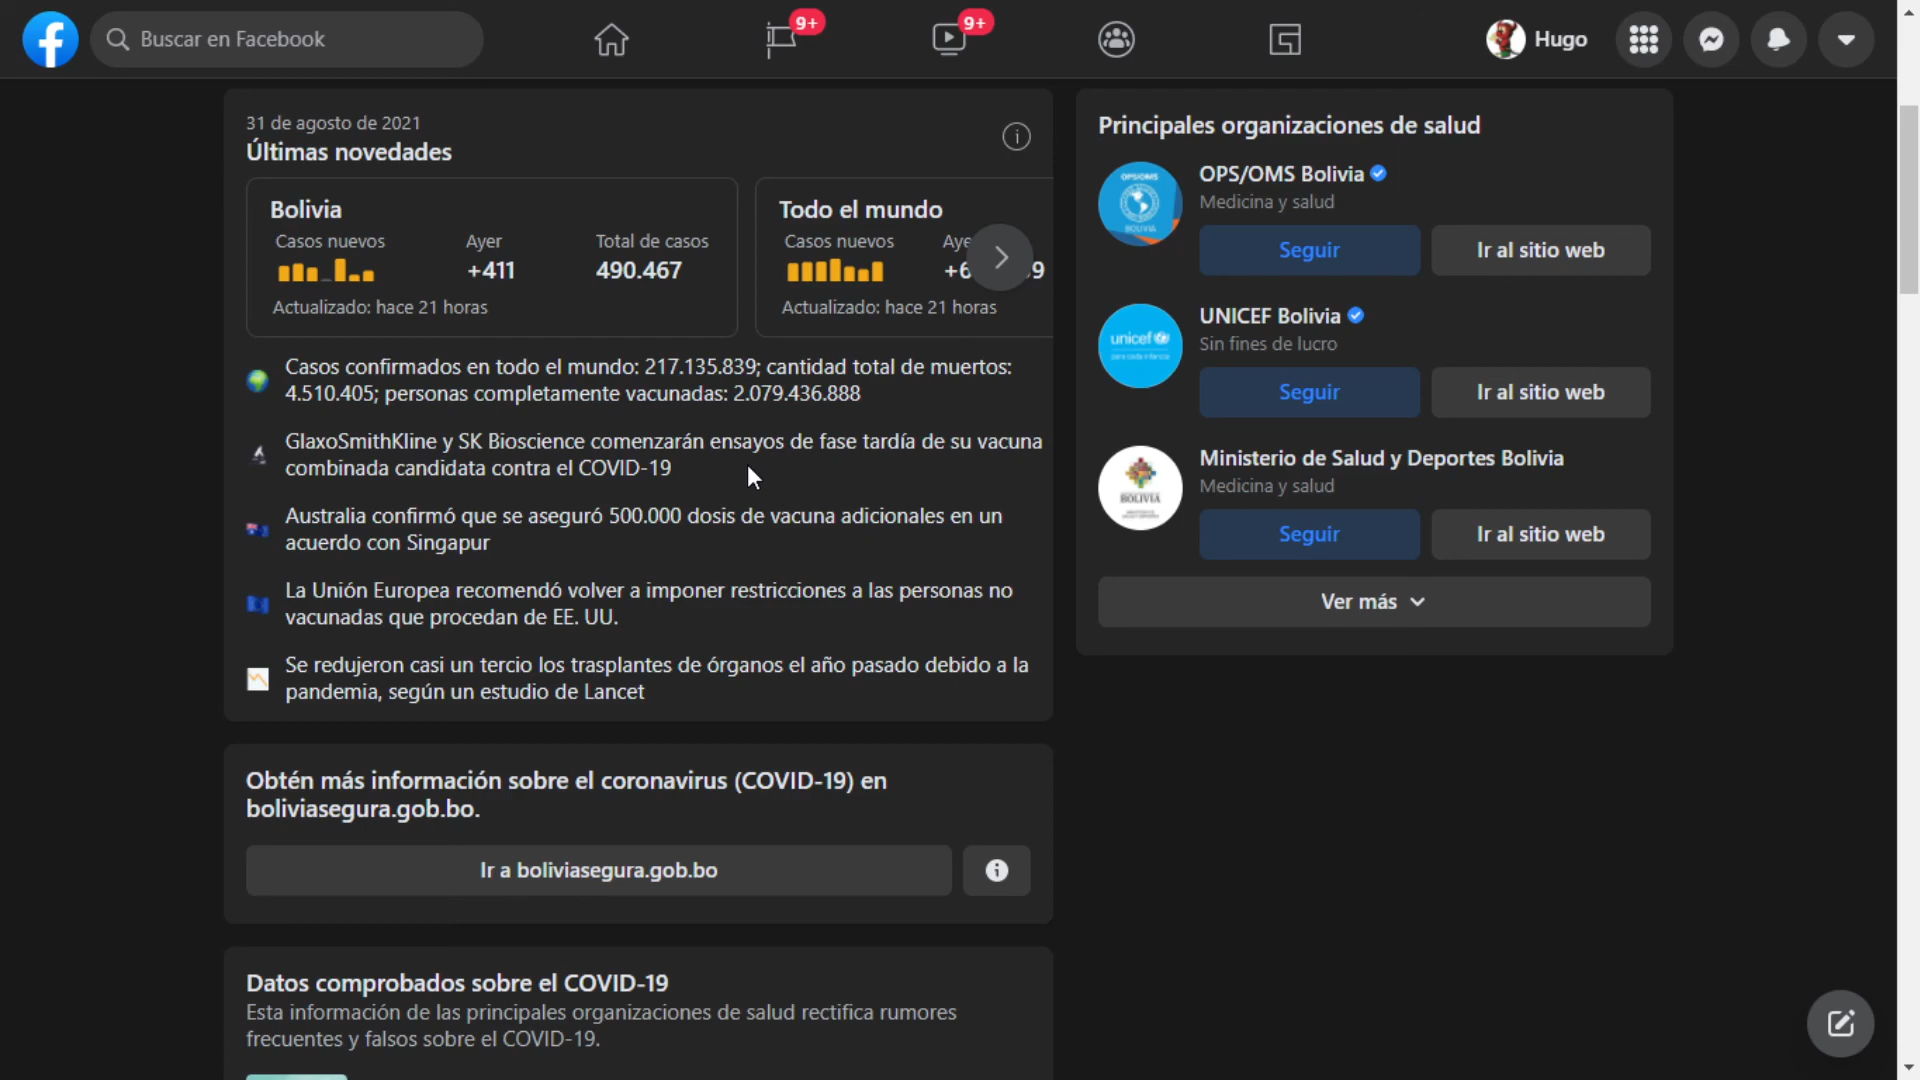 Buscar en Facebook
9+
9+
Hugo
31 de agosto de 2021
Últimas novedades
Bolivia
Casos nuevos
Ayer
Total de casos
+411
490.467
Actualizado: hace 21 horas
Todo el mundo
Casos nuevos
Actualizado: hace 21 horas
Casos confirmados en todo el mundo: 217.135.839; cantidad total de muertos:
4.510.405; personas completamente vacunadas: 2.079.436.888
GlaxoSmithKline y SK Bioscience comenzarán ensayos de fase tardía de su vacuna
combinada candidata contra el COVID-19
Australia confirmó que se aseguró 500.000 dosis de vacuna adicionales en un
acuerdo con Singapur
La Unión Europea recomendó volver a imponer restricciones a las personas no
vacunadas que procedan de EE. UU.
Se redujeron casi un tercio los trasplantes de órganos el año pasado debido a la
pandemia, según un estudio de Lancet
Obtén más información sobre el coronavirus (COVID-19) en
boliviasegura.gob.bo.
Ir a boliviasegura.gob.bo
Datos comprobados sobre el COVID-19
Esta información de las principales organizaciones de salud rectifica rumores
frecuentes y falsos sobre el COVID-19.
Principales organizaciones de salud
OPS/OMS
BOLIVIA
OPS/OMS Bolivia
Medicina y salud
Seguir
Ir al sitio web
unicef
para cada infancia
UNICEF Bolivia
Sin fines de lucro
Seguir
Ir al sitio web
BOLIVIA
Ministerio de Salud y Deportes Bolivia
Medicina y salud
Seguir
Ir al sitio web
Ver más